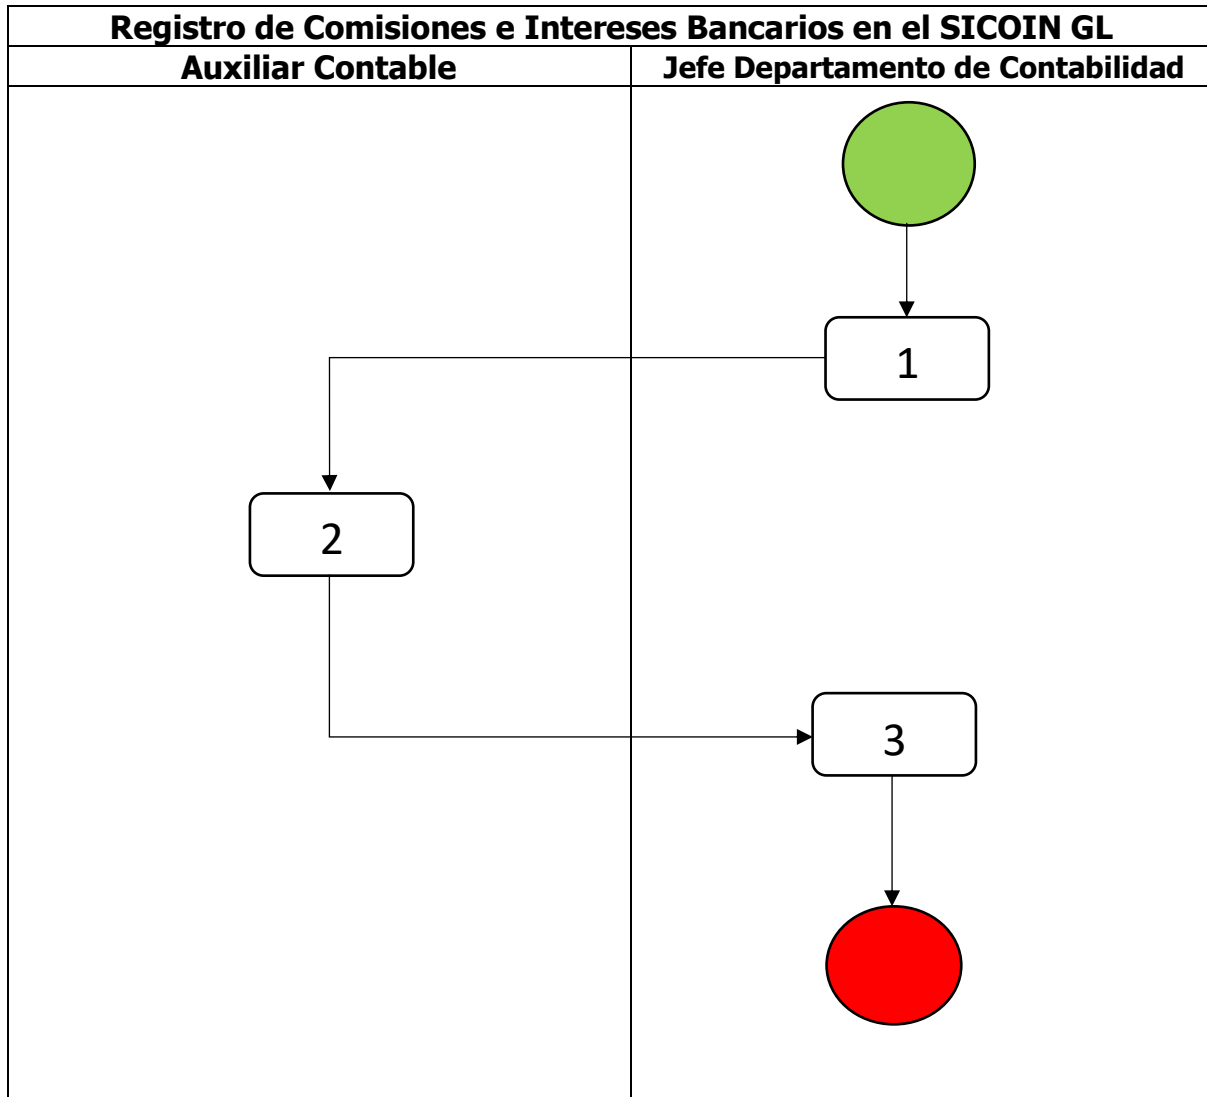 Registro de Comisiones e Intereses Bancarios en el SICOIN GL
Auxiliar Contable
Jefe Departamento de Contabilidad
1
2
3